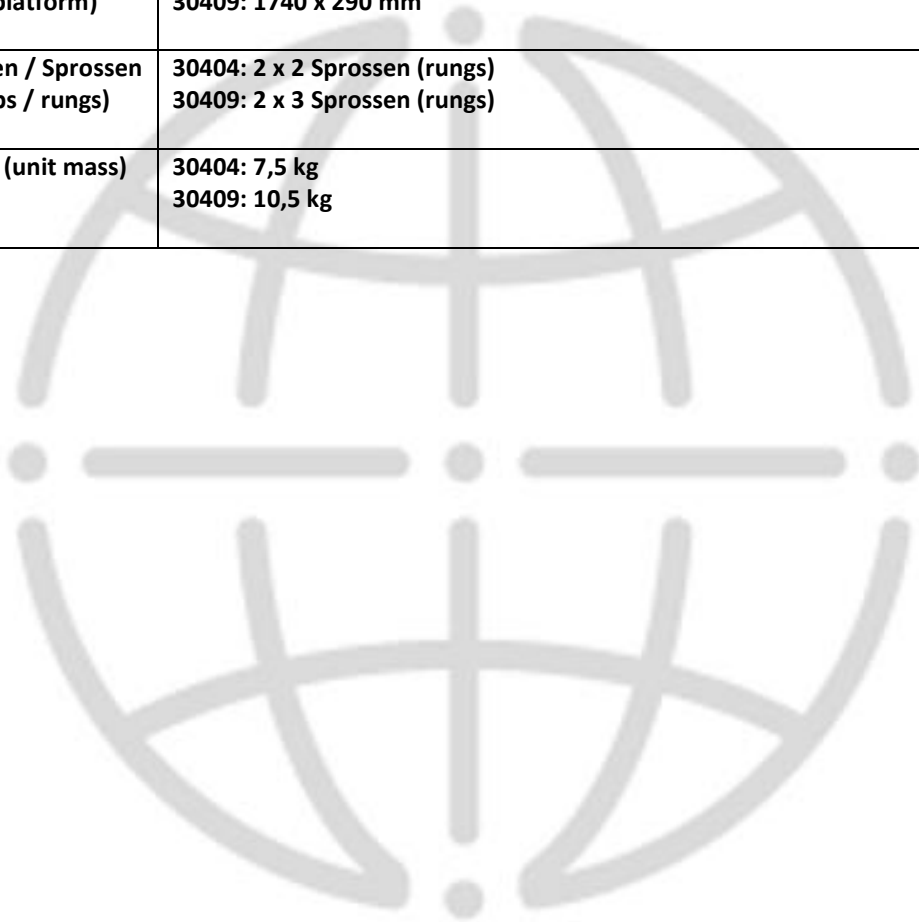 platform)
30409: 1740 x 290 mm
en / Sprossen
30404: 2 x 2 Sprossen (rungs)
os / rungs)
30409: 2 x 3 Sprossen (rungs)
(unit mass)
30404: 7,5 kg
30409: 10,5 kg